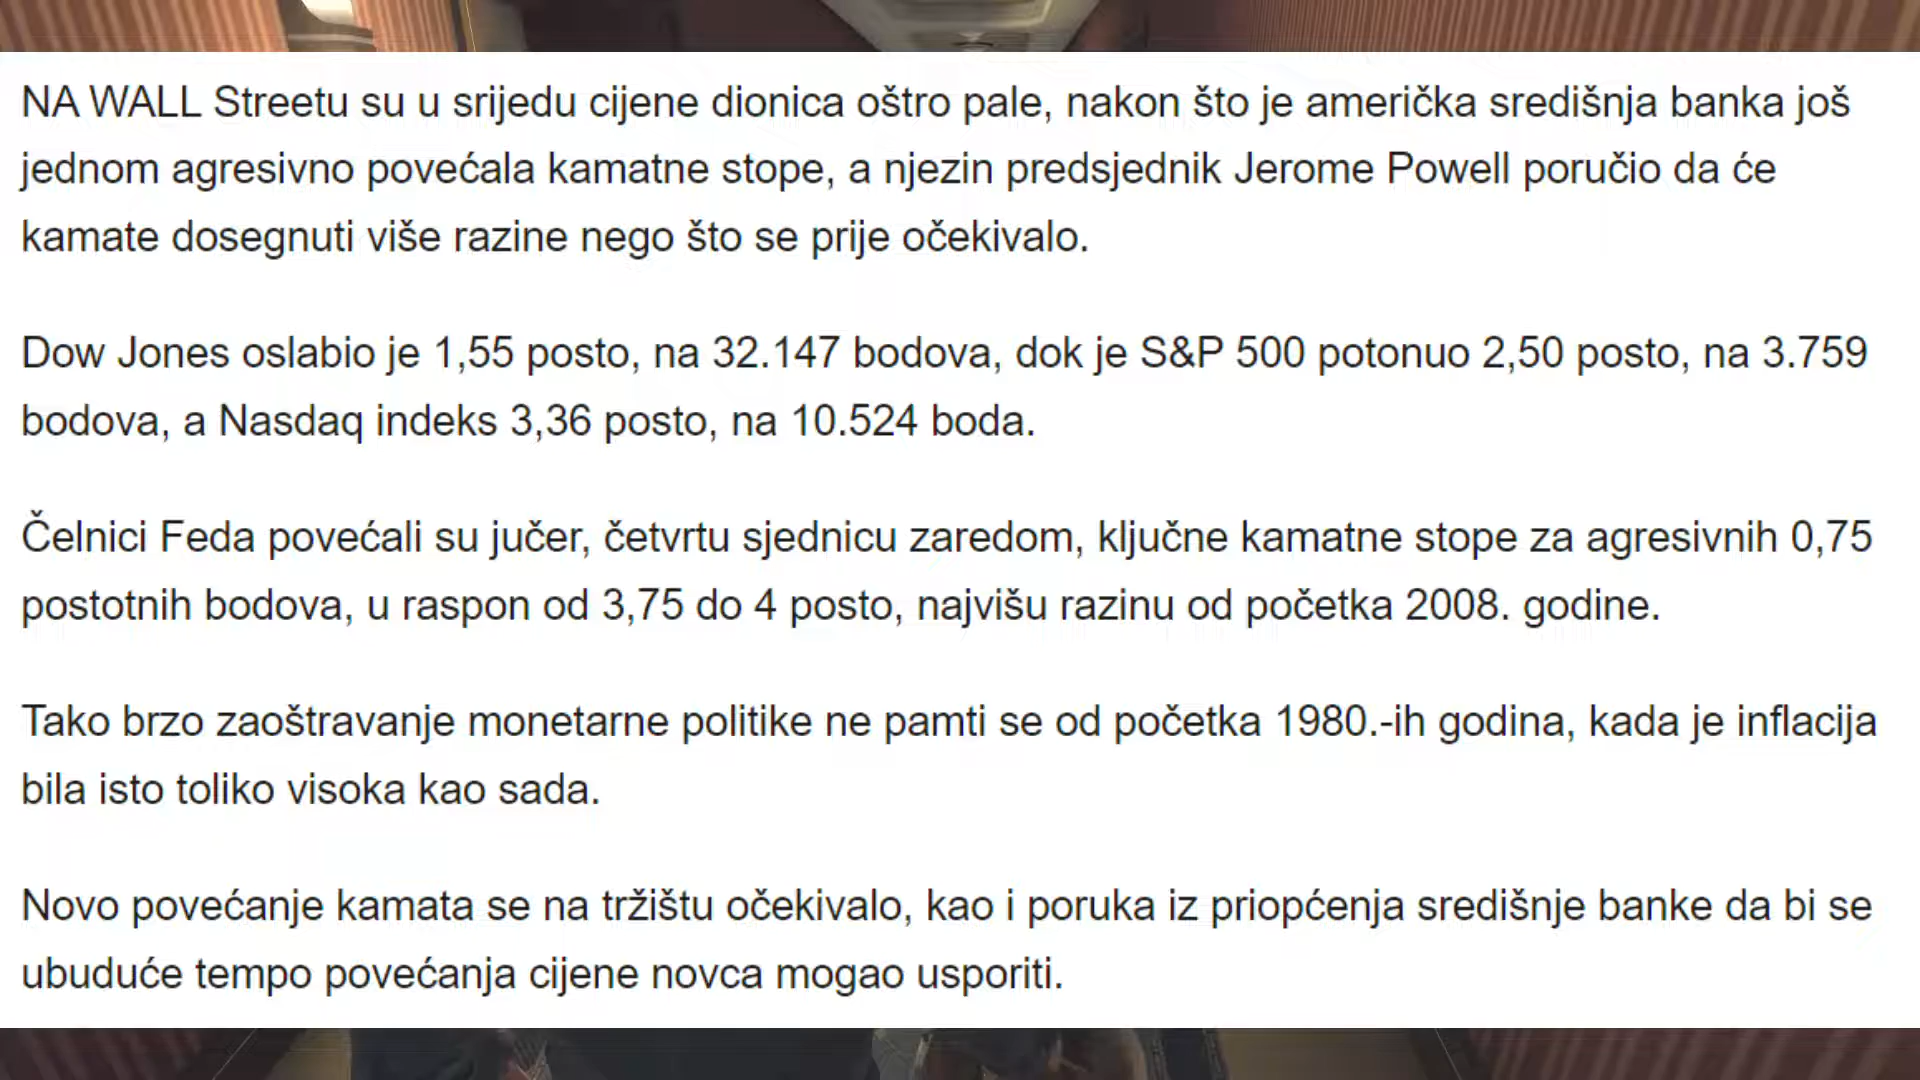 NA WALL Streetu su u srijedu cijene dionica oštro pale, nakon što je američka središnja banka još
jednom agresivno povećala kamatne stope, a njezin predsjednik Jerome Powell poručio da će
kamate dosegnuti više razine nego što se prije očekivalo.
Dow Jones oslabio je 1,55 posto, na 32.147 bodova, dok je S&P 500 potonuo 2,50 posto, na 3.759
bodova, a Nasdaq indeks 3,36 posto, na 10.524 boda.
Čelnici Feda povećali su jučer, četvrtu sjednicu zaredom, ključne kamatne stope za agresivnih 0,75
postotnih bodova, u raspon od 3,75 do 4 posto, najvišu razinu od početka 2008. godine.
Tako brzo zaoštravanje monetarne politike ne pamti se od početka 1980.-ih godina, kada je inflacija
bila isto toliko visoka kao sada.
Novo povećanje kamata se na tržištu očekivalo, kao i poruka iz priopćenja središnje banke da bi se
ubuduće tempo povećanja cijene novca mogao usporiti.